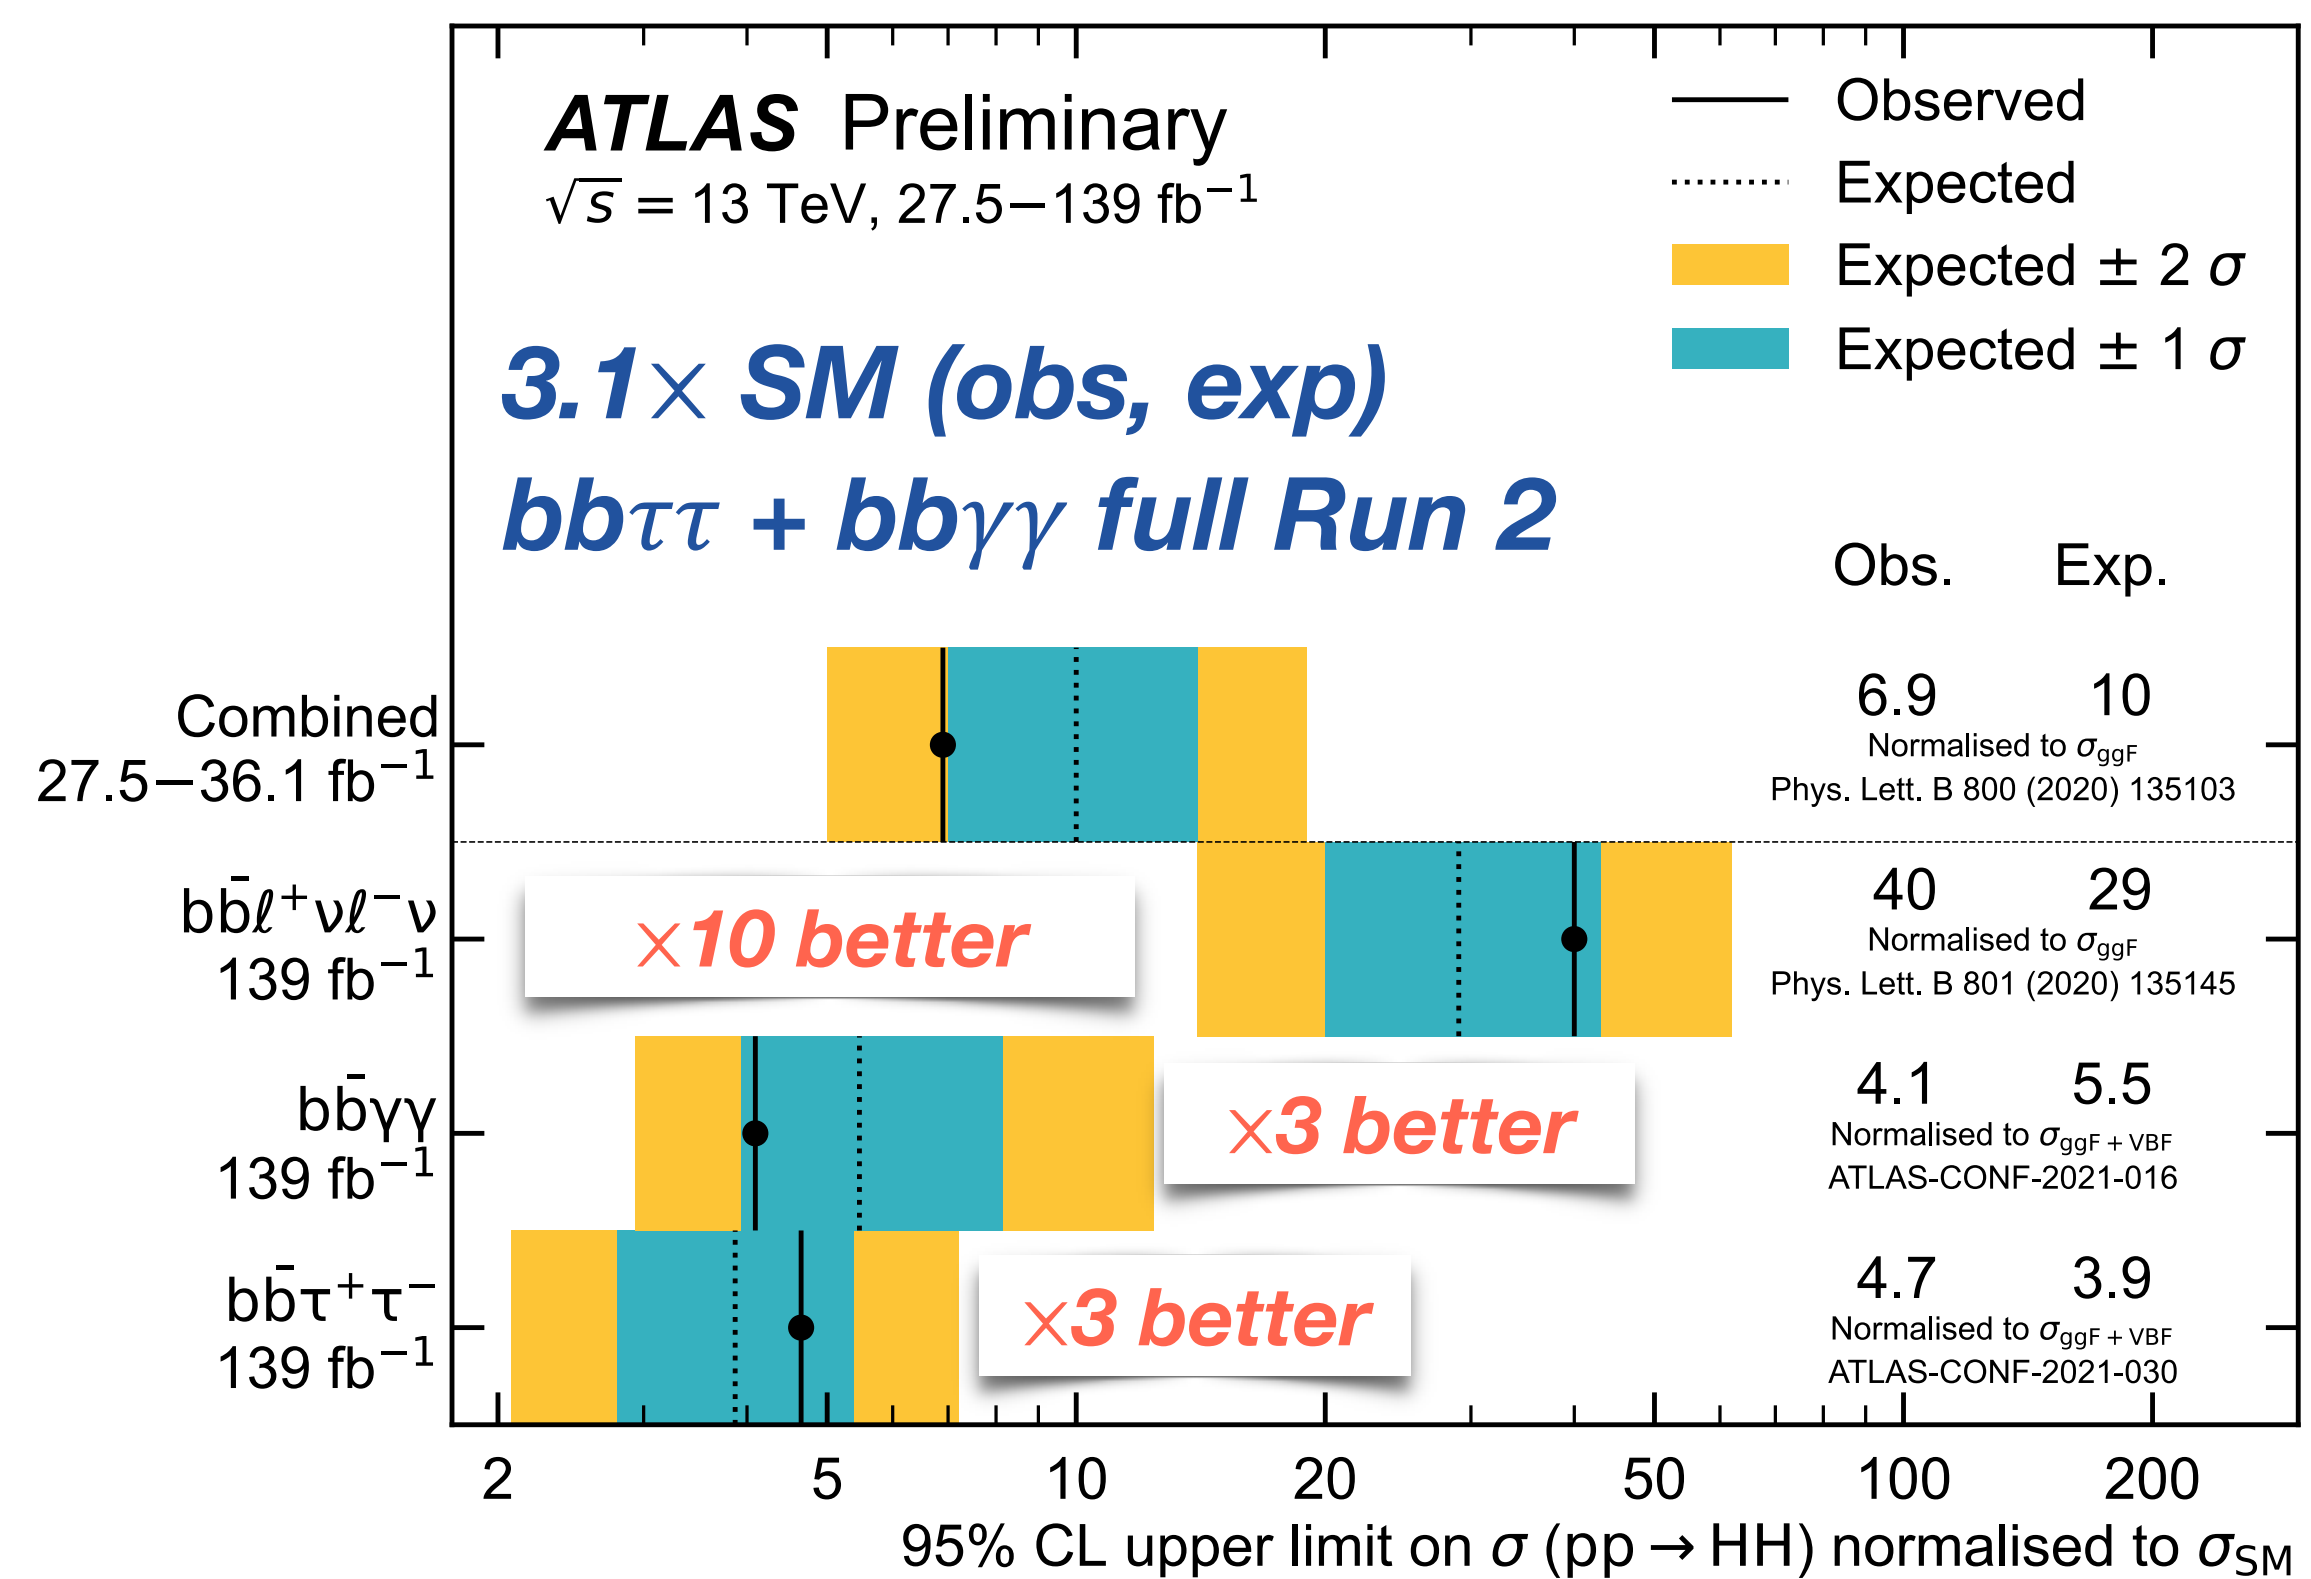 ATLAS Preliminary
√s = 13 TeV, 27.5−139 fb⁻¹
Observed
Expected
Expected ± 2 σ
Expected ± 1 σ
3.1× SM (obs, exp)
bbττ + bbγγ full Run 2
Obs. Exp.
Combined
27.5−36.1 fb⁻¹
6.9 10
Normalised to σ_ggF
Phys. Lett. B 800 (2020) 135103
bb̄ℓ⁺νℓ⁻ν
139 fb⁻¹
×10 better
40 29
Normalised to σ_ggF
Phys. Lett. B 801 (2020) 135145
bb̄γγ
139 fb⁻¹
×3 better
4.1 5.5
Normalised to σ_ggF + VBF
ATLAS-CONF-2021-016
bb̄τ⁺τ⁻
139 fb⁻¹
×3 better
4.7 3.9
Normalised to σ_ggF + VBF
ATLAS-CONF-2021-030
2 5 10 20 50 100 200
95% CL upper limit on σ (pp → HH) normalised to σ_SM